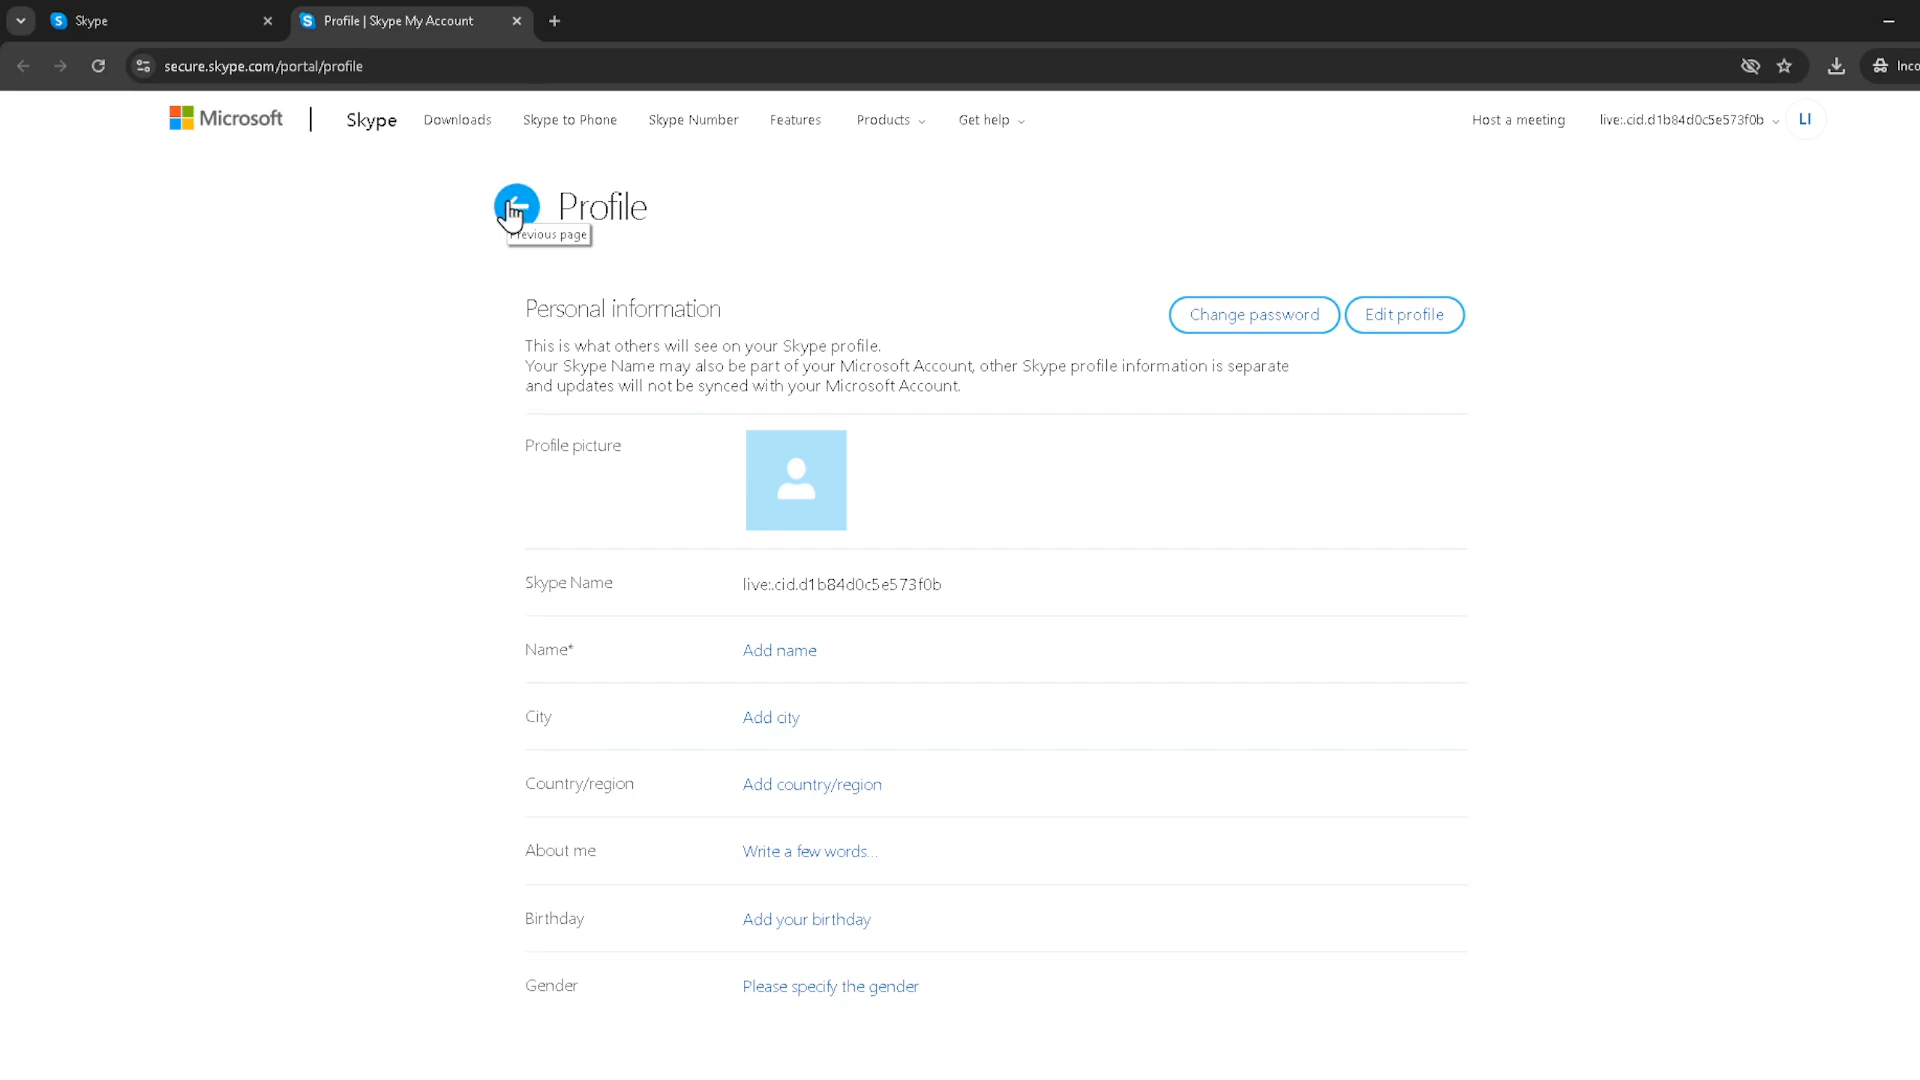 Skype
Profile | Skype My Account
secure.skype.com/portal/profile
Inco
Microsoft
Skype
Downloads
Skype to Phone
Skype Number
Features
Products
Get help
Host a meeting
live:.cid.d1b84d0c5e573f0b
LI
Profile
Previous page
Personal information
Change password
Edit profile
This is what others will see on your Skype profile.
Your Skype Name may also be part of your Microsoft Account, other Skype profile information is separate
and updates will not be synced with your Microsoft Account.
Profile picture
Skype Name
live:.cid.d1b84d0c5e573f0b
Name*
Add name
City
Add city
Country/region
Add country/region
About me
Write a few words...
Birthday
Add your birthday
Gender
Please specify the gender